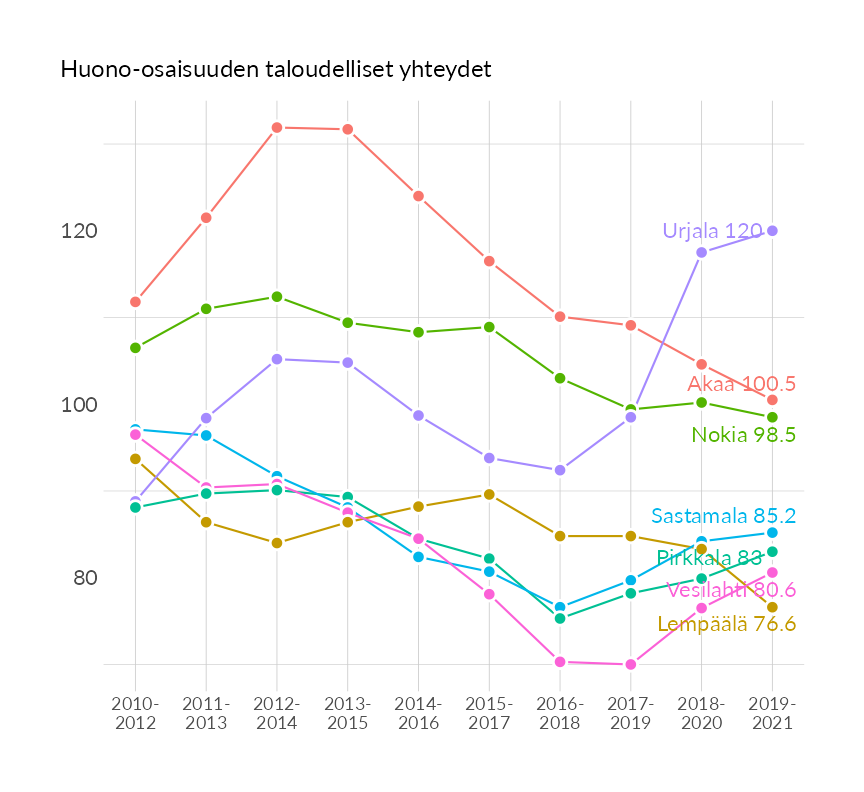 Huono-osaisuuden taloudelliset yhteydet
120
100
80
Urjala 120
Akaa 100.5
Nokia 98.5
Sastamala 85.2
Pirkkala 83
Vesilahti 80.6
Lempäälä 76.6
2010- 2011- 2012- 2013- 2014- 2015- 2016- 2017- 2018- 2019-
2012 2013 2014 2015 2016 2017 2018 2019 2020 2021